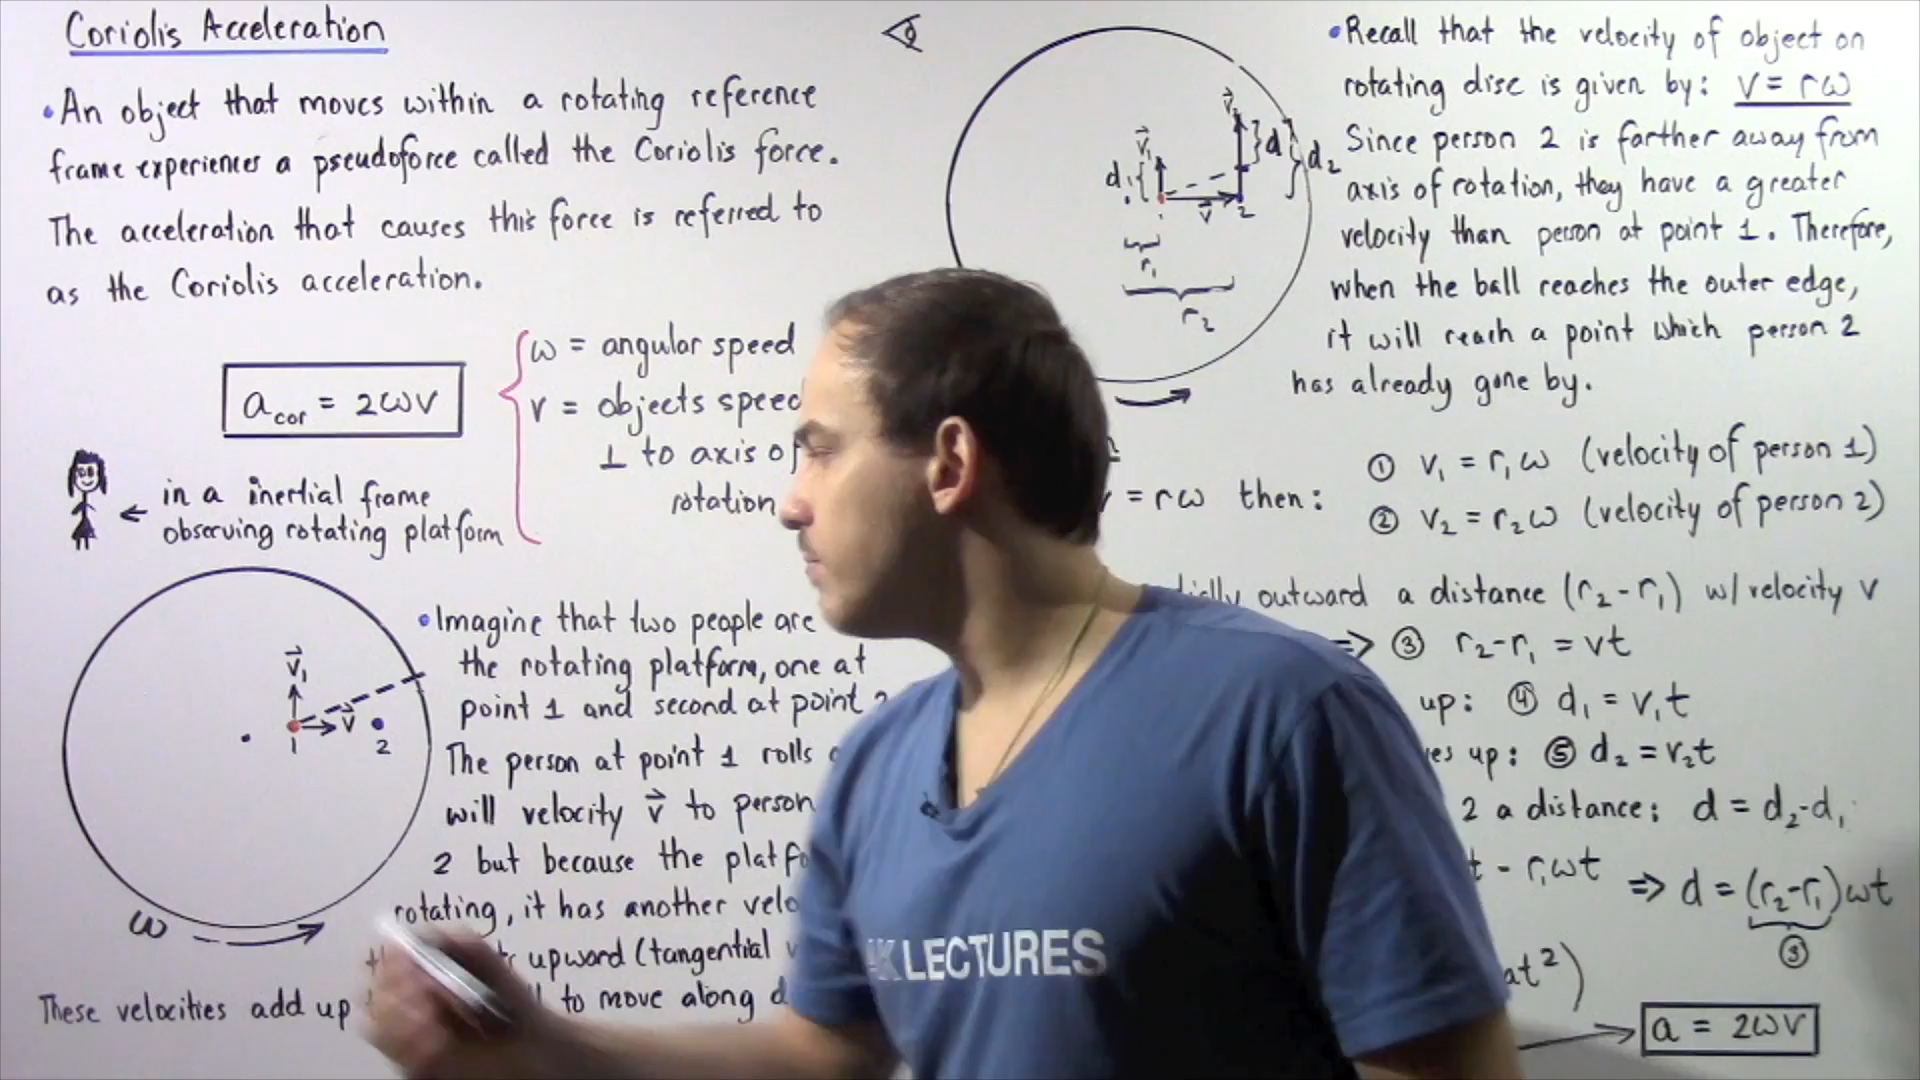 Coriolis Acceleration
• An object that moves within a rotating reference
frame experiences a pseudoforce called the Coriolis force.
The acceleration that causes this force is referred to
as the Coriolis acceleration.
a cor = 2ωv
ω = angular speed
v = objects speed
⊥ to axis of
rotation
← in a inertial frame
observing rotating platform
v⃗₁
v⃗
1
2
ω
• Imagine that two people are
the rotating platform, one at
point 1 and second at point 2
The person at point 1 rolls
will velocity v⃗ to person
2 but because the
rotating, it has another
upward (tangential
to move along
These velocities add up
v⃗₁
d₁
v⃗
2
d
d₂
r₁
r₂
• Recall that the velocity of object on
rotating disc is given by: v = rω
Since person 2 is farther away from
axis of rotation, they have a greater
velocity than person at point 1. Therefore,
when the ball reaches the outer edge,
it will reach a point which person 2
has already gone by.
= rω then:
① v₁ = r₁ω (velocity of person 1)
② v₂ = r₂ω (velocity of person 2)
outward a distance (r₂-r₁) w/ velocity v
=> ③ r₂-r₁ = vt
up: ④ d₁ = v₁t
up: ⑤ d₂ = v₂t
2 a distance: d = d₂-d₁
t - r₁ωt => d = (r₂-r₁)ωt
③
at²)
a = 2ωv
AK LECTURES